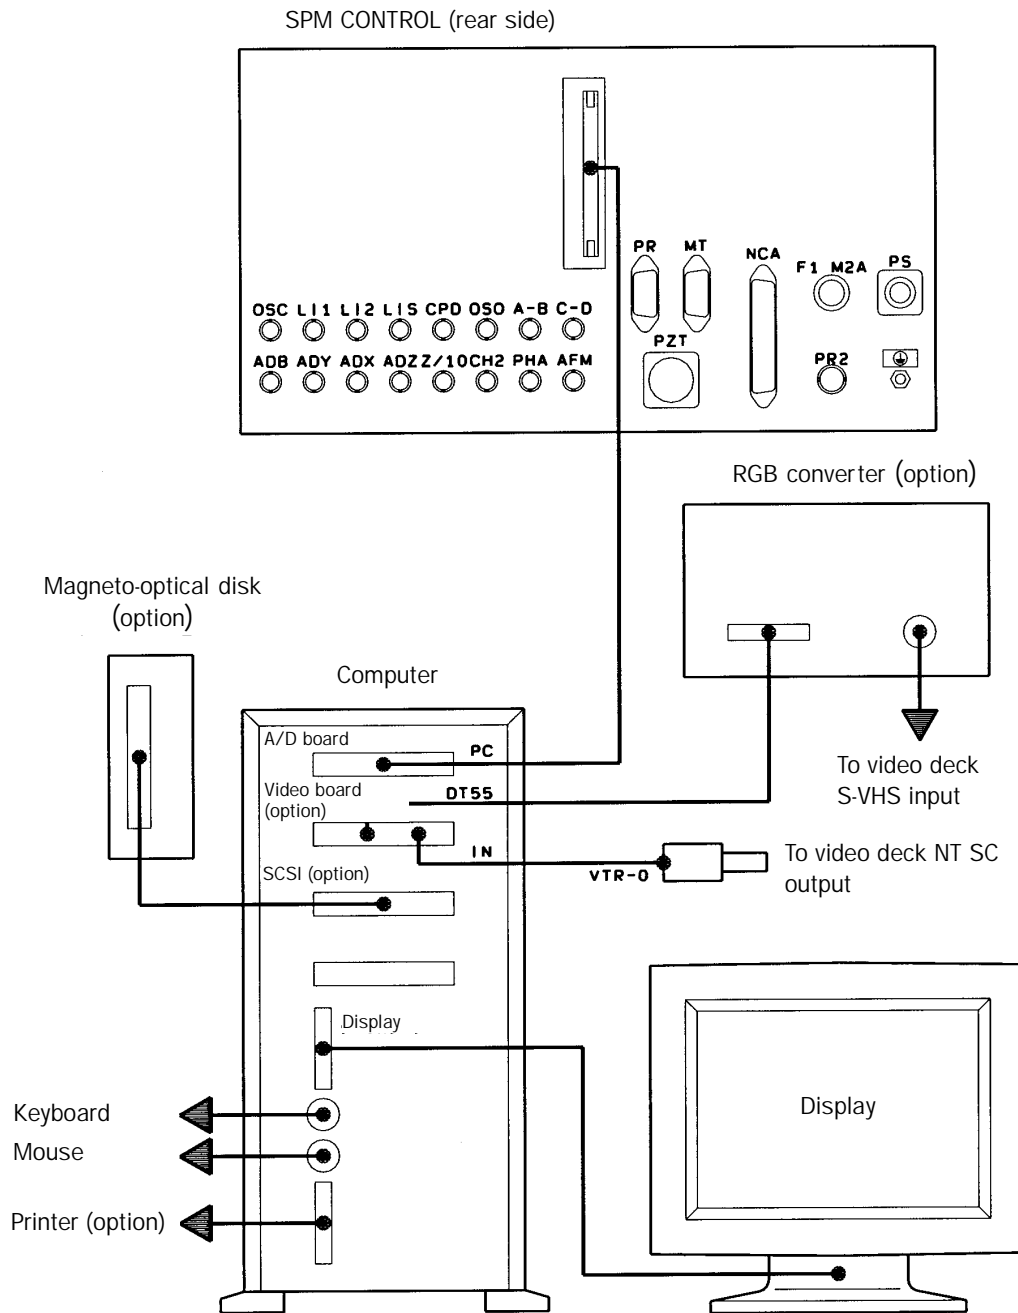 SPM CONTROL (rear side)
PR MT NCA F1 M2A PS
OSC LI1 LI2 LIS CPD OSO A-B C-D
PZT
ADB ADY ADX ADZ Z/10 CH2 PHA AFM
PR2
RGB converter (option)
Magneto-optical disk
(option)
Computer
A/D board
PC
To video deck
S-VHS input
Video board
(option)
DT55
IN
VTR-O
To video deck NT SC
output
SCSI (option)
Display
Keyboard
Mouse
Printer (option)
Display